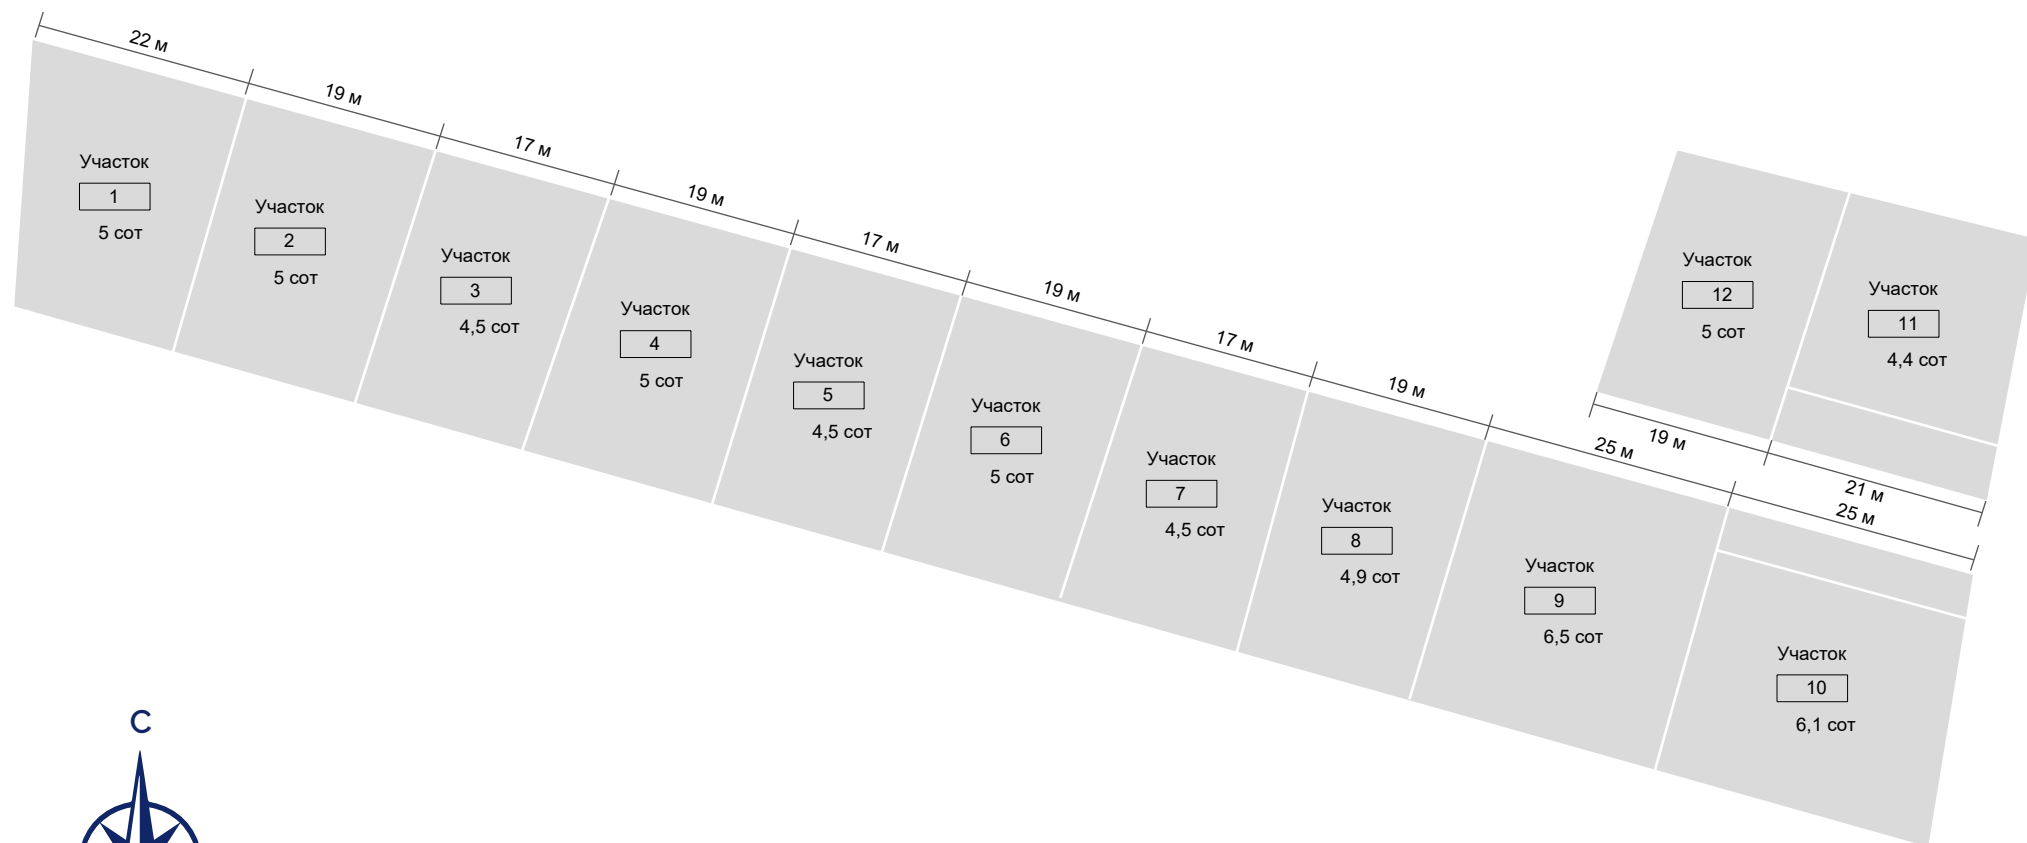 22 м
19 м
17 м
19 м
17 м
19 м
17 м
19 м
25 м
25 м
19 м
21 м
Участок
1
5 сот
Участок
2
5 сот
Участок
3
4,5 сот
Участок
4
5 сот
Участок
5
4,5 сот
Участок
6
5 сот
Участок
7
4,5 сот
Участок
8
4,9 сот
Участок
9
6,5 сот
Участок
10
6,1 сот
Участок
12
5 сот
Участок
11
4,4 сот
С